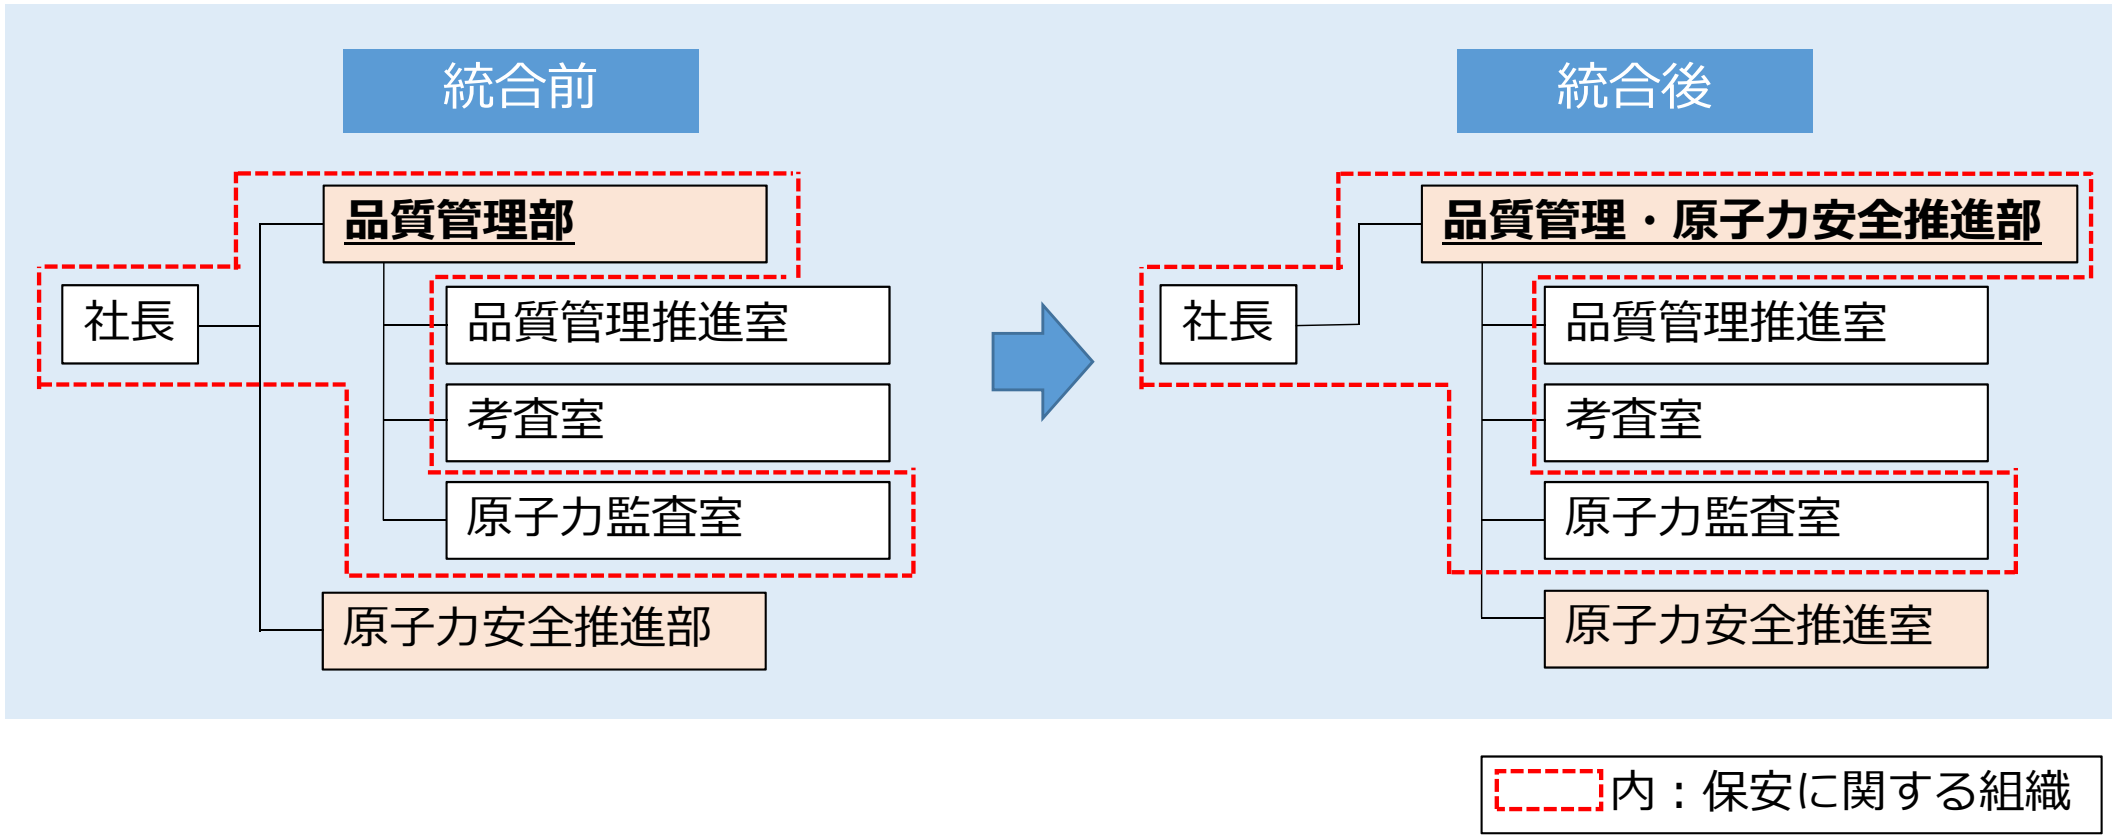 統合前
品質管理部
社長
品質管理推進室
考査室
原子力監査室
原子力安全推進部
統合後
品質管理・原子力安全推進部
社長
品質管理推進室
考査室
原子力監査室
原子力安全推進室
内：保安に関する組織